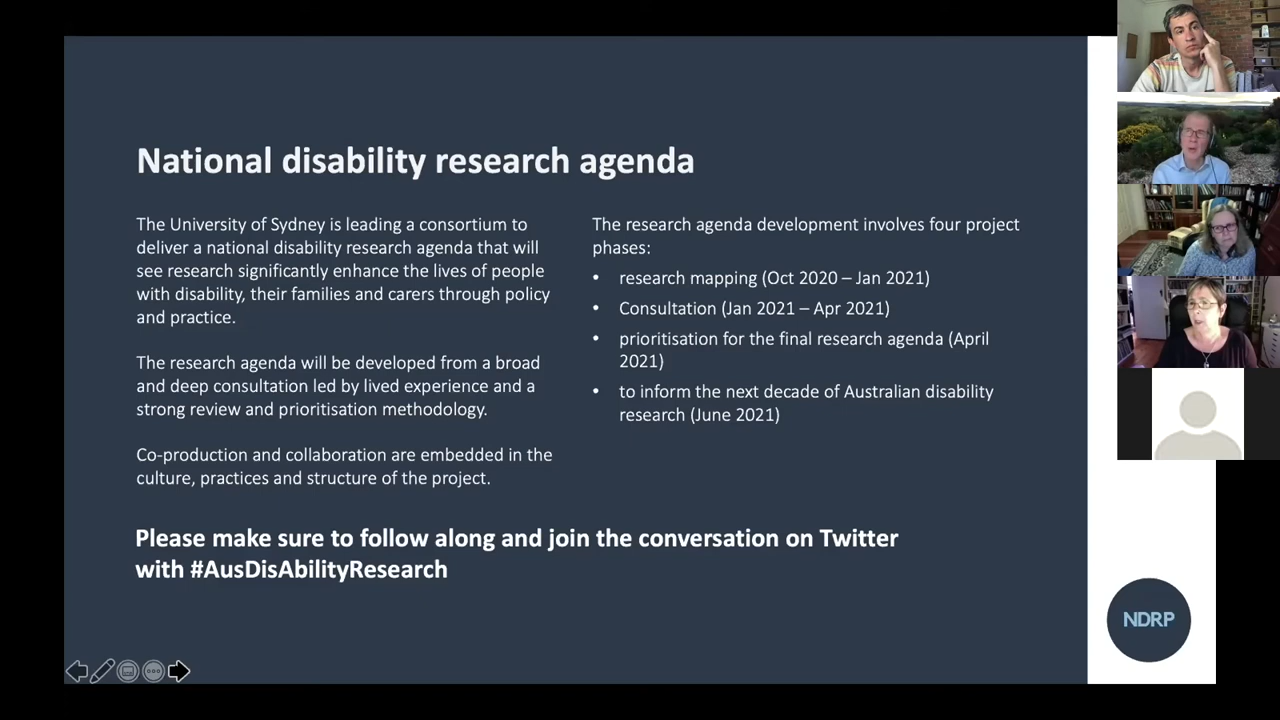 National disability research agenda
The University of Sydney is leading a consortium to
deliver a national disability research agenda that will
see research significantly enhance the lives of people
with disability, their families and carers through policy
and practice.
The research agenda will be developed from a broad
and deep consultation led by lived experience and a
strong review and prioritisation methodology.
Co-production and collaboration are embedded in the
culture, practices and structure of the project.
The research agenda development involves four project
phases:
• research mapping (Oct 2020 – Jan 2021)
• Consultation (Jan 2021 – Apr 2021)
• prioritisation for the final research agenda (April
2021)
• to inform the next decade of Australian disability
research (June 2021)
Please make sure to follow along and join the conversation on Twitter
with #AusDisAbilityResearch
NDRP